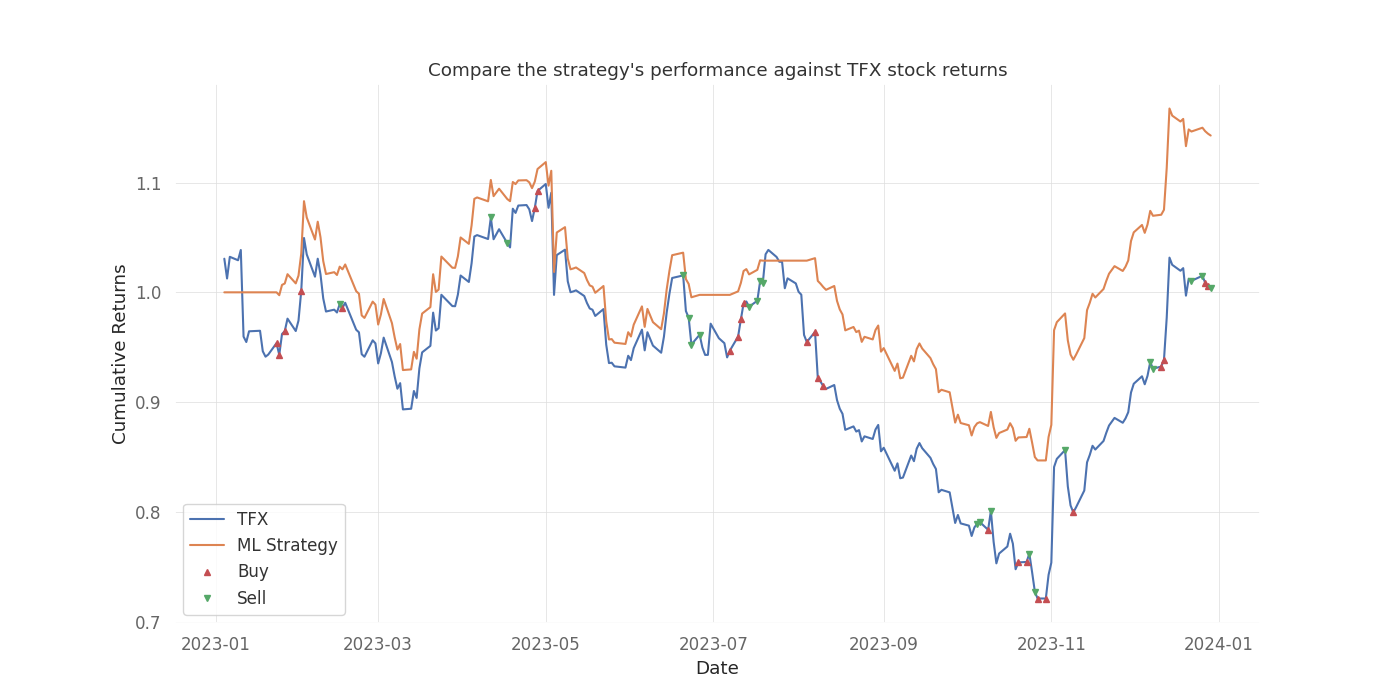 Compare the strategy's performance against TFX stock returns
Cumulative Returns
1.1
1.0
0.9
0.8
0.7
TFX
ML Strategy
Buy
Sell
2023-01
2023-03
2023-05
2023-07
2023-09
2023-11
2024-01
Date